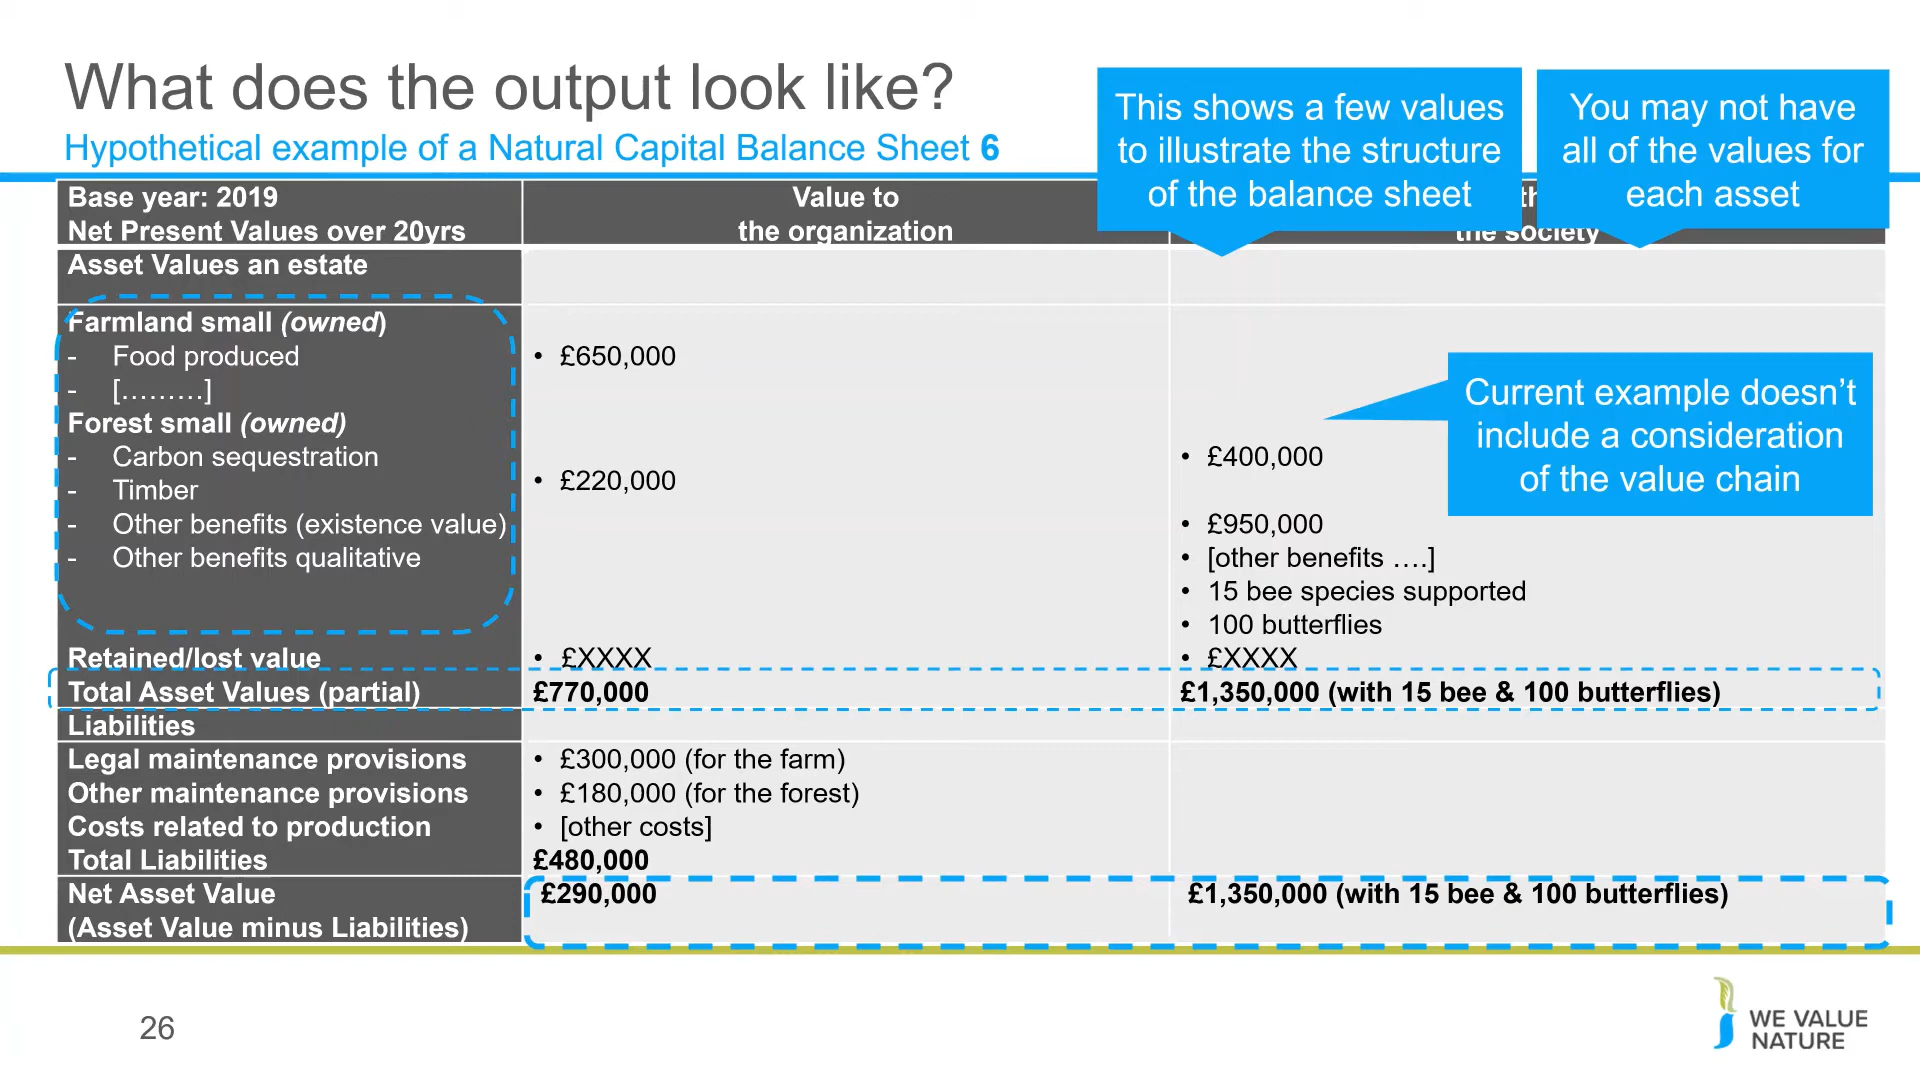 What does the output look like?
Hypothetical example of a Natural Capital Balance Sheet 6
This shows a few values
to illustrate the structure
of the balance sheet
You may not have
all of the values for
each asset
Base year: 2019
Net Present Values over 20yrs
Value to
the organization
the society
Asset Values an estate
Farmland small (owned)
- Food produced
- [………]
• £650,000
Forest small (owned)
- Carbon sequestration
- Timber
- Other benefits (existence value)
- Other benefits qualitative
• £220,000
• £400,000
• £950,000
• [other benefits ….]
• 15 bee species supported
• 100 butterflies
Current example doesn’t
include a consideration
of the value chain
Retained/lost value • £XXXX • £XXXX
Total Asset Values (partial) £770,000 £1,350,000 (with 15 bee & 100 butterflies)
Liabilities
Legal maintenance provisions • £300,000 (for the farm)
Other maintenance provisions • £180,000 (for the forest)
Costs related to production • [other costs]
Total Liabilities £480,000
Net Asset Value £290,000 £1,350,000 (with 15 bee & 100 butterflies)
(Asset Value minus Liabilities)
26
WE VALUE
NATURE